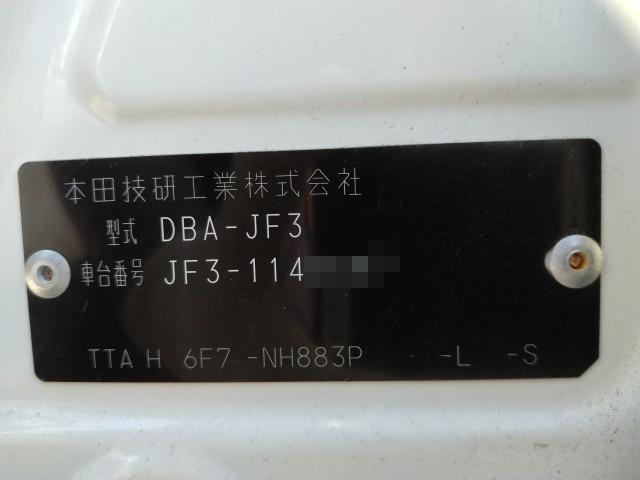 本田技研工業株式会社
型式 DBA-JF3
車台番号 JF3-114
TTA H 6F7 -NH883P -L -S